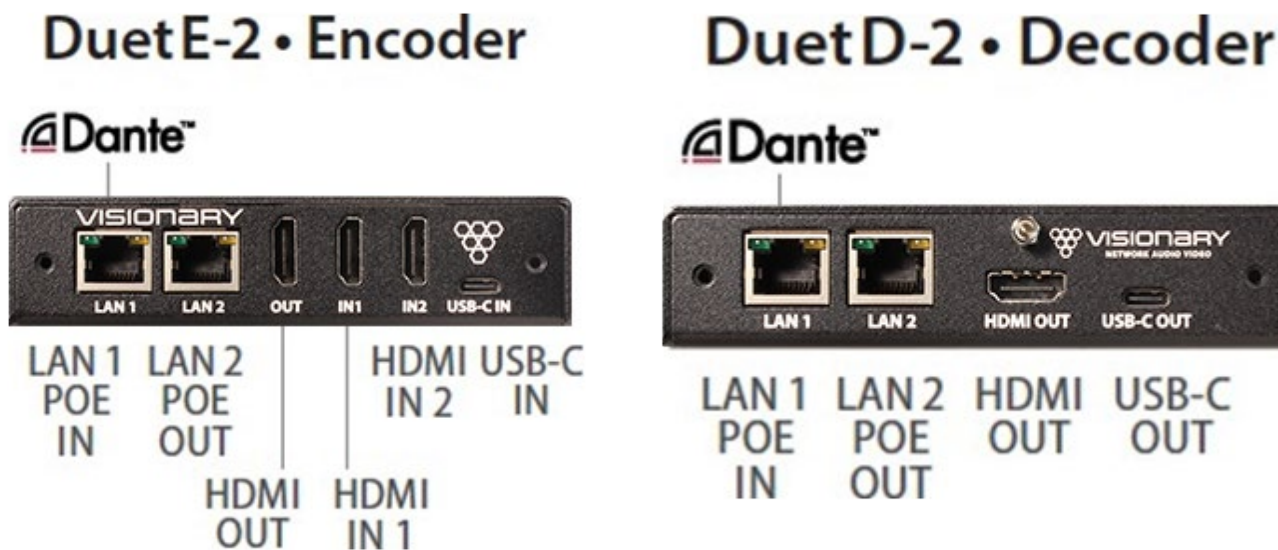 Duet E-2 • Encoder
Dante™
VISIONARY
LAN 1 LAN 2 OUT IN1 IN2 USB-C IN
LAN 1 POE IN
LAN 2 POE OUT
HDMI OUT
HDMI IN 1
HDMI IN 2
USB-C IN
Duet D-2 • Decoder
Dante™
VISIONARY
NETWORK AUDIO VIDEO
LAN 1 LAN 2 HDMI OUT USB-C OUT
LAN 1 POE IN
LAN 2 POE OUT
HDMI OUT
USB-C OUT